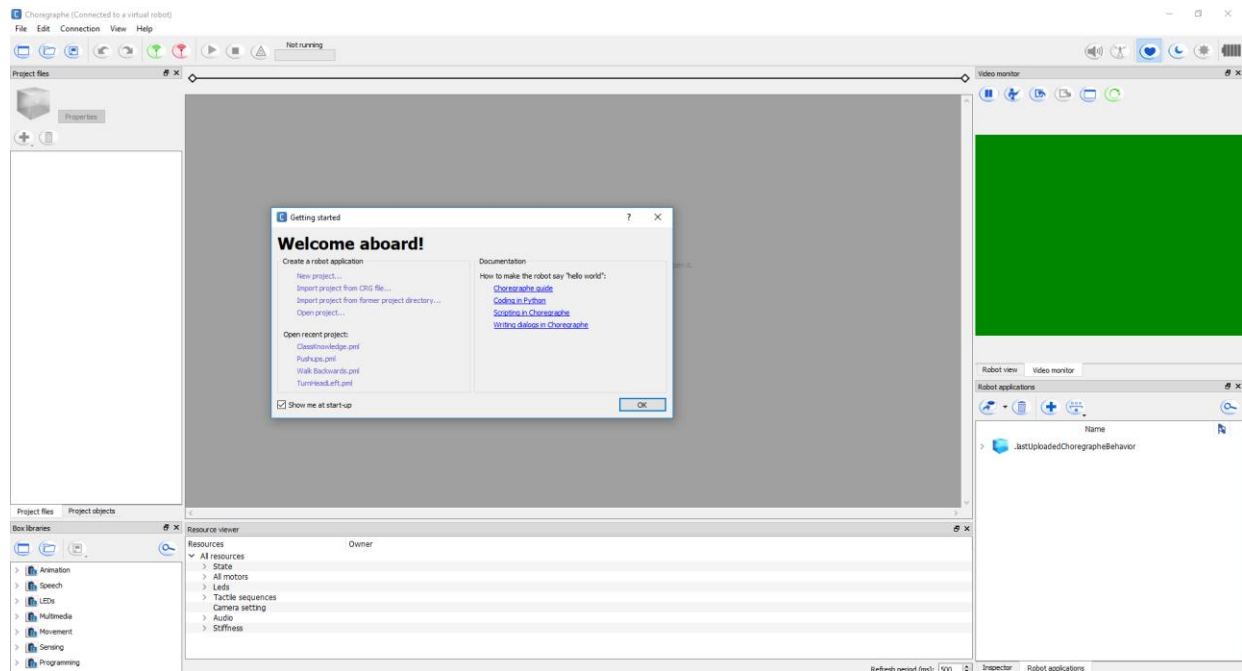 Choregraphe (Connected to a virtual robot)
File Edit Connection View Help
Not running
Project files
Properties
Project files Project objects
Box libraries
Animation
Speech
LEDs
Multimedia
Movement
Sensing
Programming
Getting started
Welcome aboard!
Create a robot application
New project...
Import project from CRG file...
Import project from former project directory...
Open project...
Open recent project:
ClassKnowledge.pml
Pushups.pml
Walk Backwards.pml
TurnHeadLeft.pml
Documentation
How to make the robot say "hello world":
Choregraphe guide
Coding in Python
Scripting in Choregraphe
Writing dialogs in Choregraphe
Show me at start-up
OK
Resource viewer
Resources Owner
All resources
State
All motors
Leds
Tactile sequences
Camera setting
Audio
Stiffness
Refresh period (ms): 500
Video monitor
Robot view Video monitor
Robot applications
Name
.lastUploadedChoregrapheBehavior
Inspector Robot applications